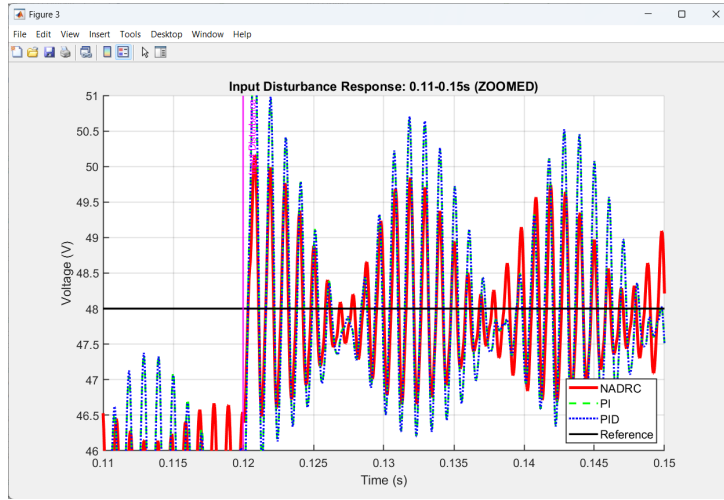 Figure 3
File Edit View Insert Tools Desktop Window Help
Input Disturbance Response: 0.11-0.15s (ZOOMED)
51
50.5
50
49.5
49
48.5
48
47.5
47
46.5
46
Voltage (V)
NADRC
PI
PID
Reference
0.11 0.115 0.12 0.125 0.13 0.135 0.14 0.145 0.15
Time (s)